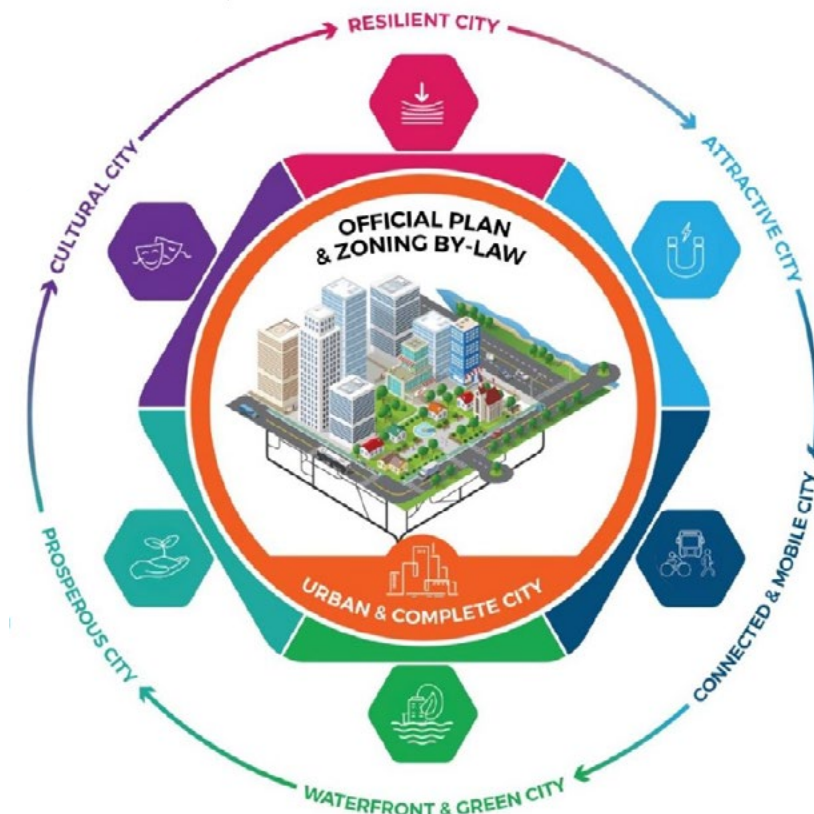 RESILIENT CITY
ATTRACTIVE CITY
CONNECTED & MOBILE CITY
WATERFRONT & GREEN CITY
PROSPEROUS CITY
CULTURAL CITY
OFFICIAL PLAN
& ZONING BY-LAW
URBAN & COMPLETE CITY